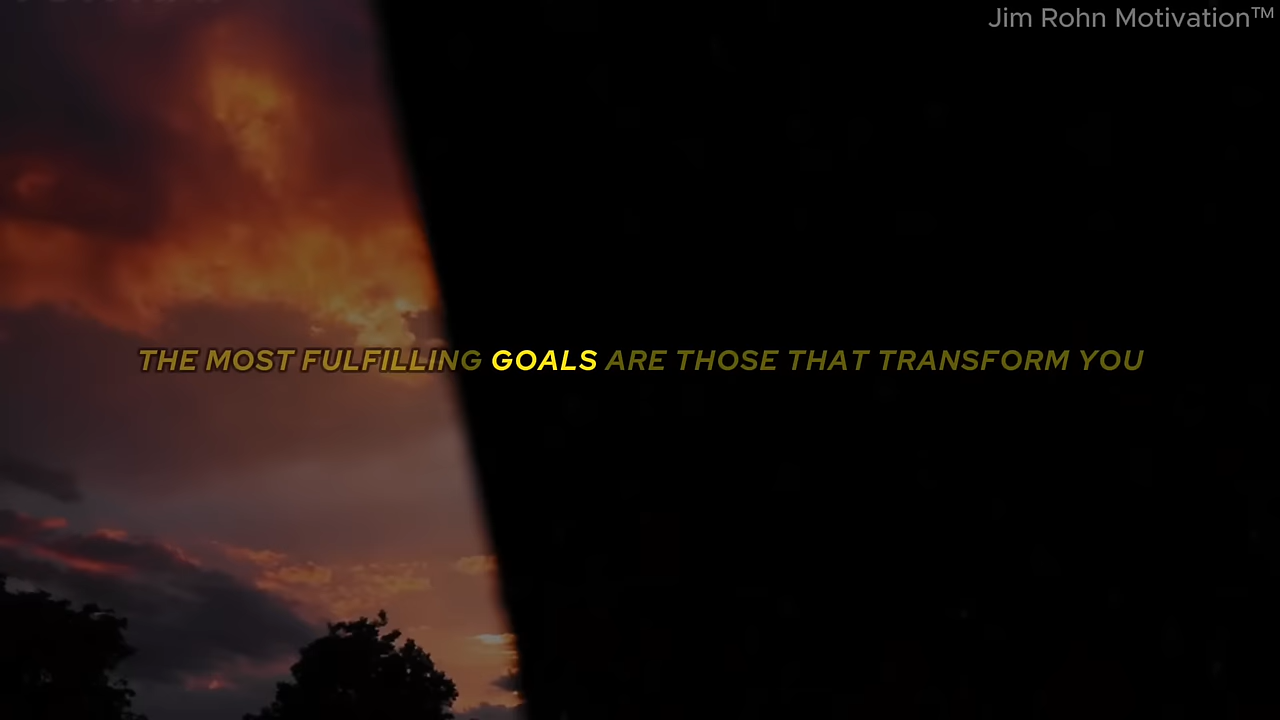 Jim Rohn Motivation™
THE MOST FULFILLING GOALS ARE THOSE THAT TRANSFORM YOU